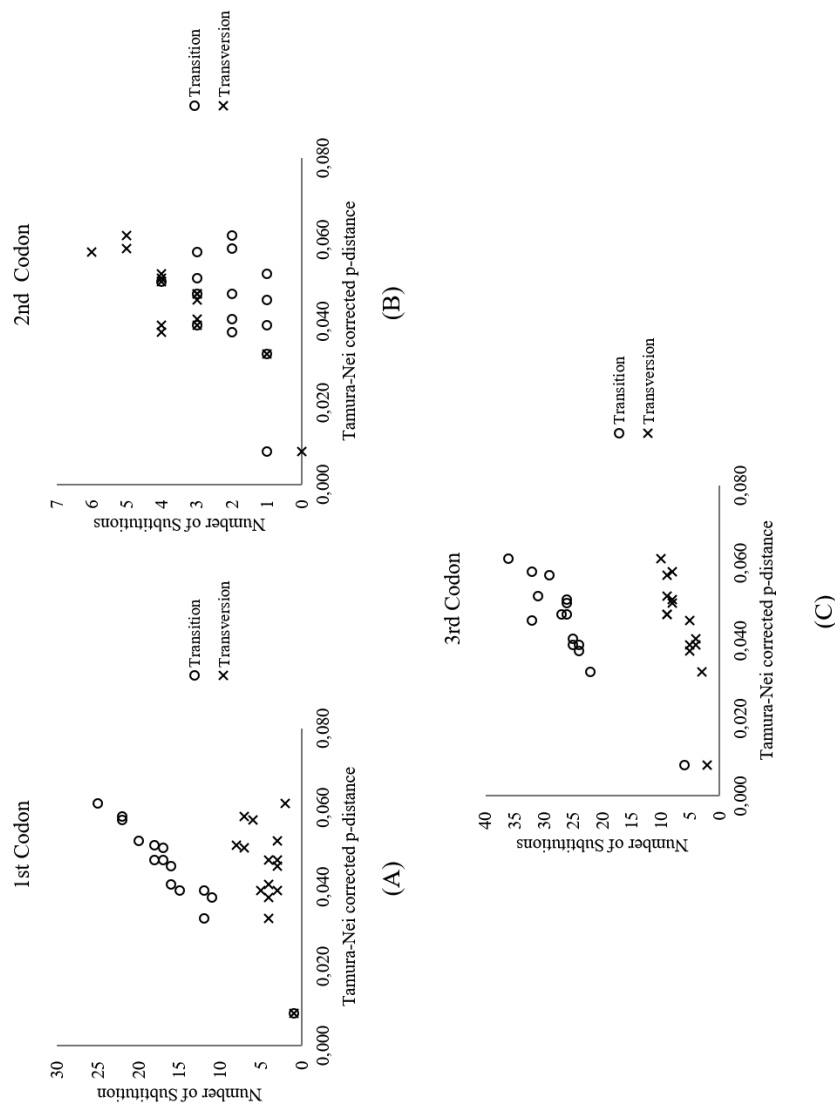 1st Codon
Number of Subtitution
30
25
20
15
10
5
0
0,000
0,020
0,040
0,060
0,080
Tamura-Nei corrected p-distance
Transition
Transversion
(A)
2nd Codon
Number of Subtitutions
7
6
5
4
3
2
1
0
0,000
0,020
0,040
0,060
0,080
Tamura-Nei corrected p-distance
Transition
Transversion
(B)
3rd Codon
Number of Subtitutions
40
35
30
25
20
15
10
5
0
0,000
0,020
0,040
0,060
0,080
Tamura-Nei corrected p-distance
Transition
Transversion
(C)